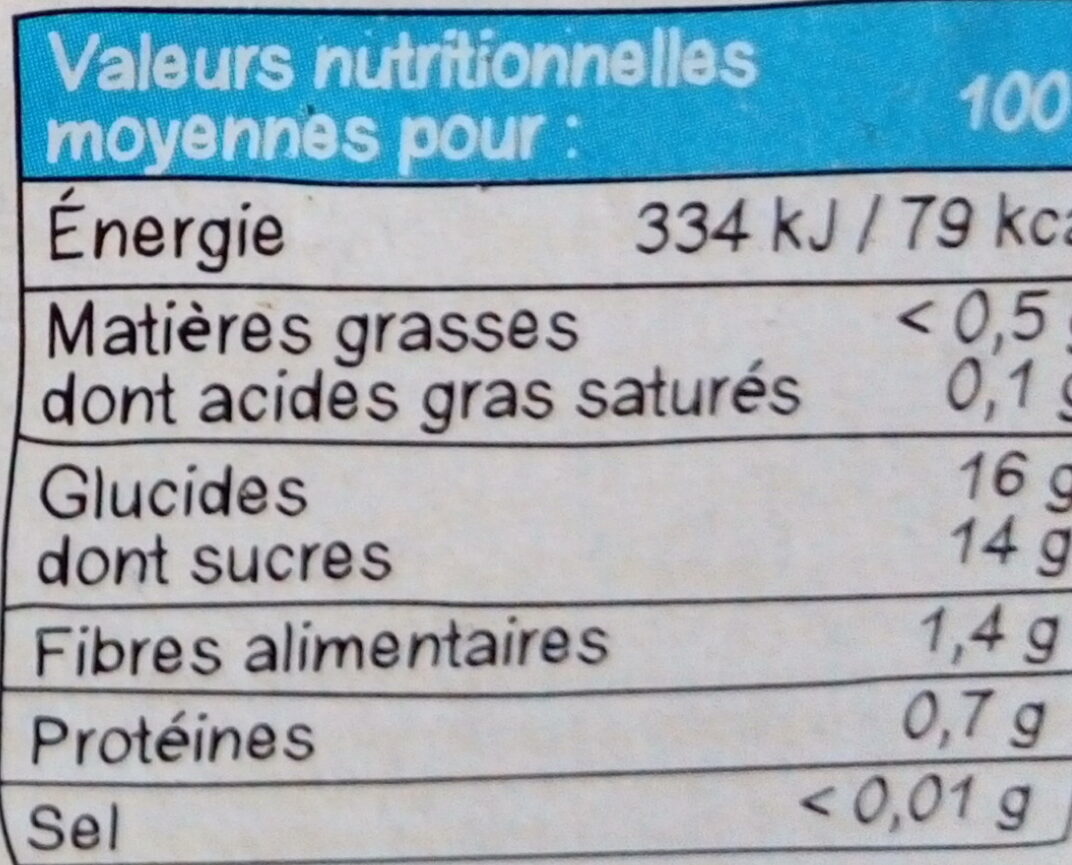 Valeurs nutritionnelles
moyennes pour : 100
Énergie 334 kJ / 79 kca
Matières grasses < 0,5 g
dont acides gras saturés 0,1 g
Glucides 16 g
dont sucres 14 g
Fibres alimentaires 1,4 g
Protéines 0,7 g
Sel < 0,01 g